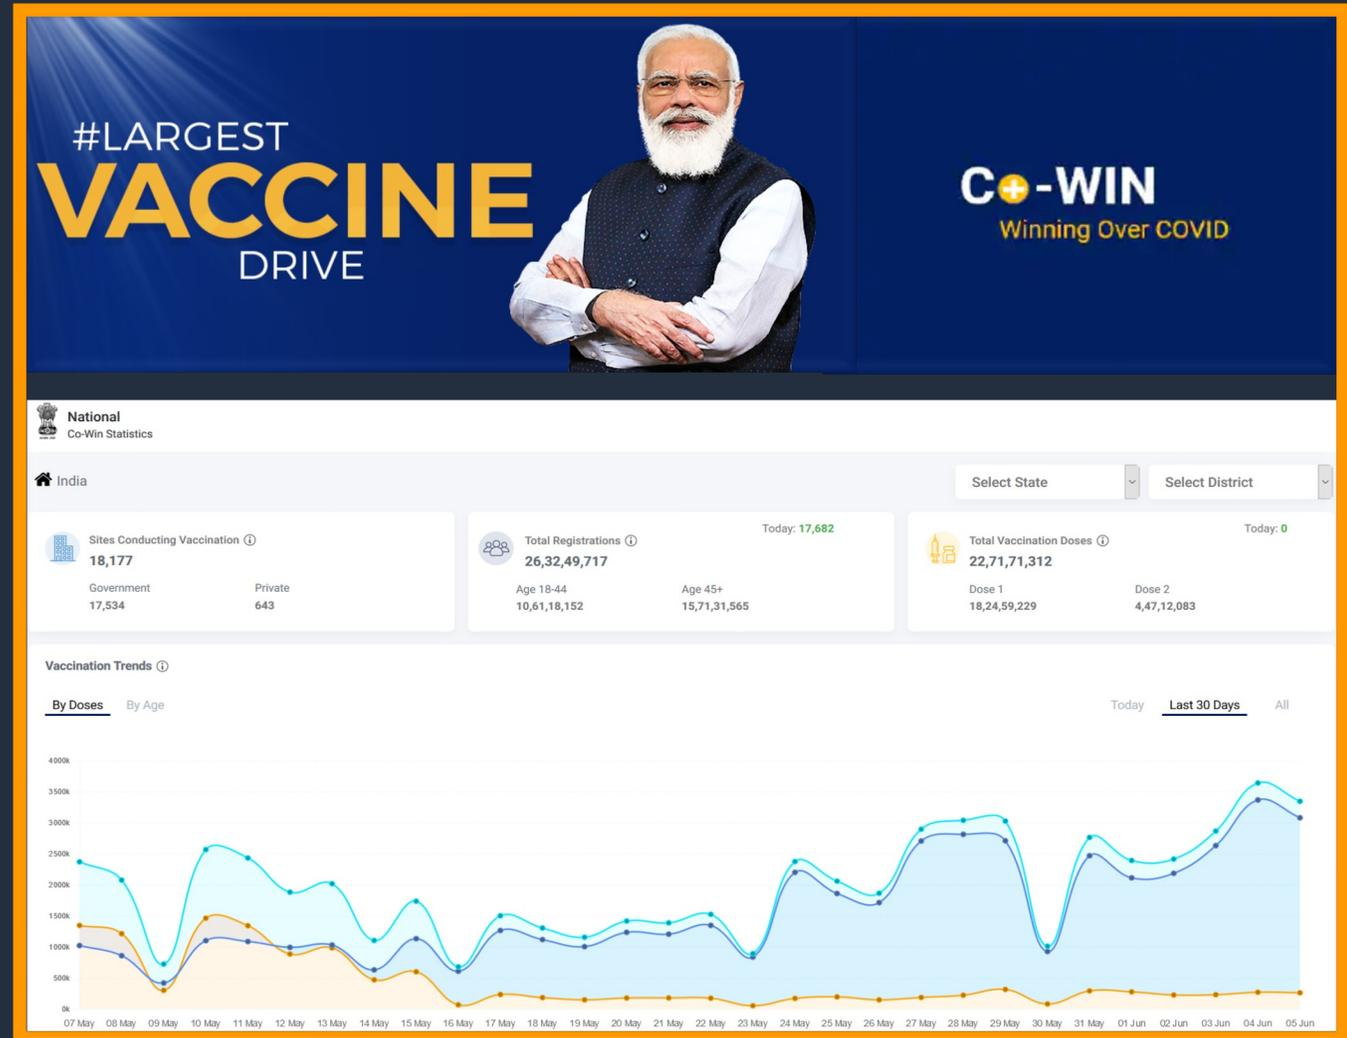 #LARGEST
VACCINE
DRIVE
CO-WIN
Winning Over COVID
National
Co-Win Statistics
India
Select State
Select District
Sites Conducting Vaccination
18,177
Government
Private
17,534
643
Today: 17,682
Total Registrations
26,32,49,717
Age 18-44
Age 45+
10,61,18,152
15,71,31,565
Today: 0
Total Vaccination Doses
22,71,71,312
Dose 1
Dose 2
18,24,59,229
4,47,12,083
Vaccination Trends
By Doses
By Age
Today
Last 30 Days
All
4000k
3500k
3000k
2500k
2000k
1500k
1000k
500k
0k
07 May 08 May 09 May 10 May 11 May 12 May 13 May 14 May 15 May 16 May 17 May 18 May 19 May 20 May 21 May 22 May 23 May 24 May 25 May 26 May 27 May 28 May 29 May 30 May 31 May 01 Jun 02 Jun 03 Jun 04 Jun 05 Jun